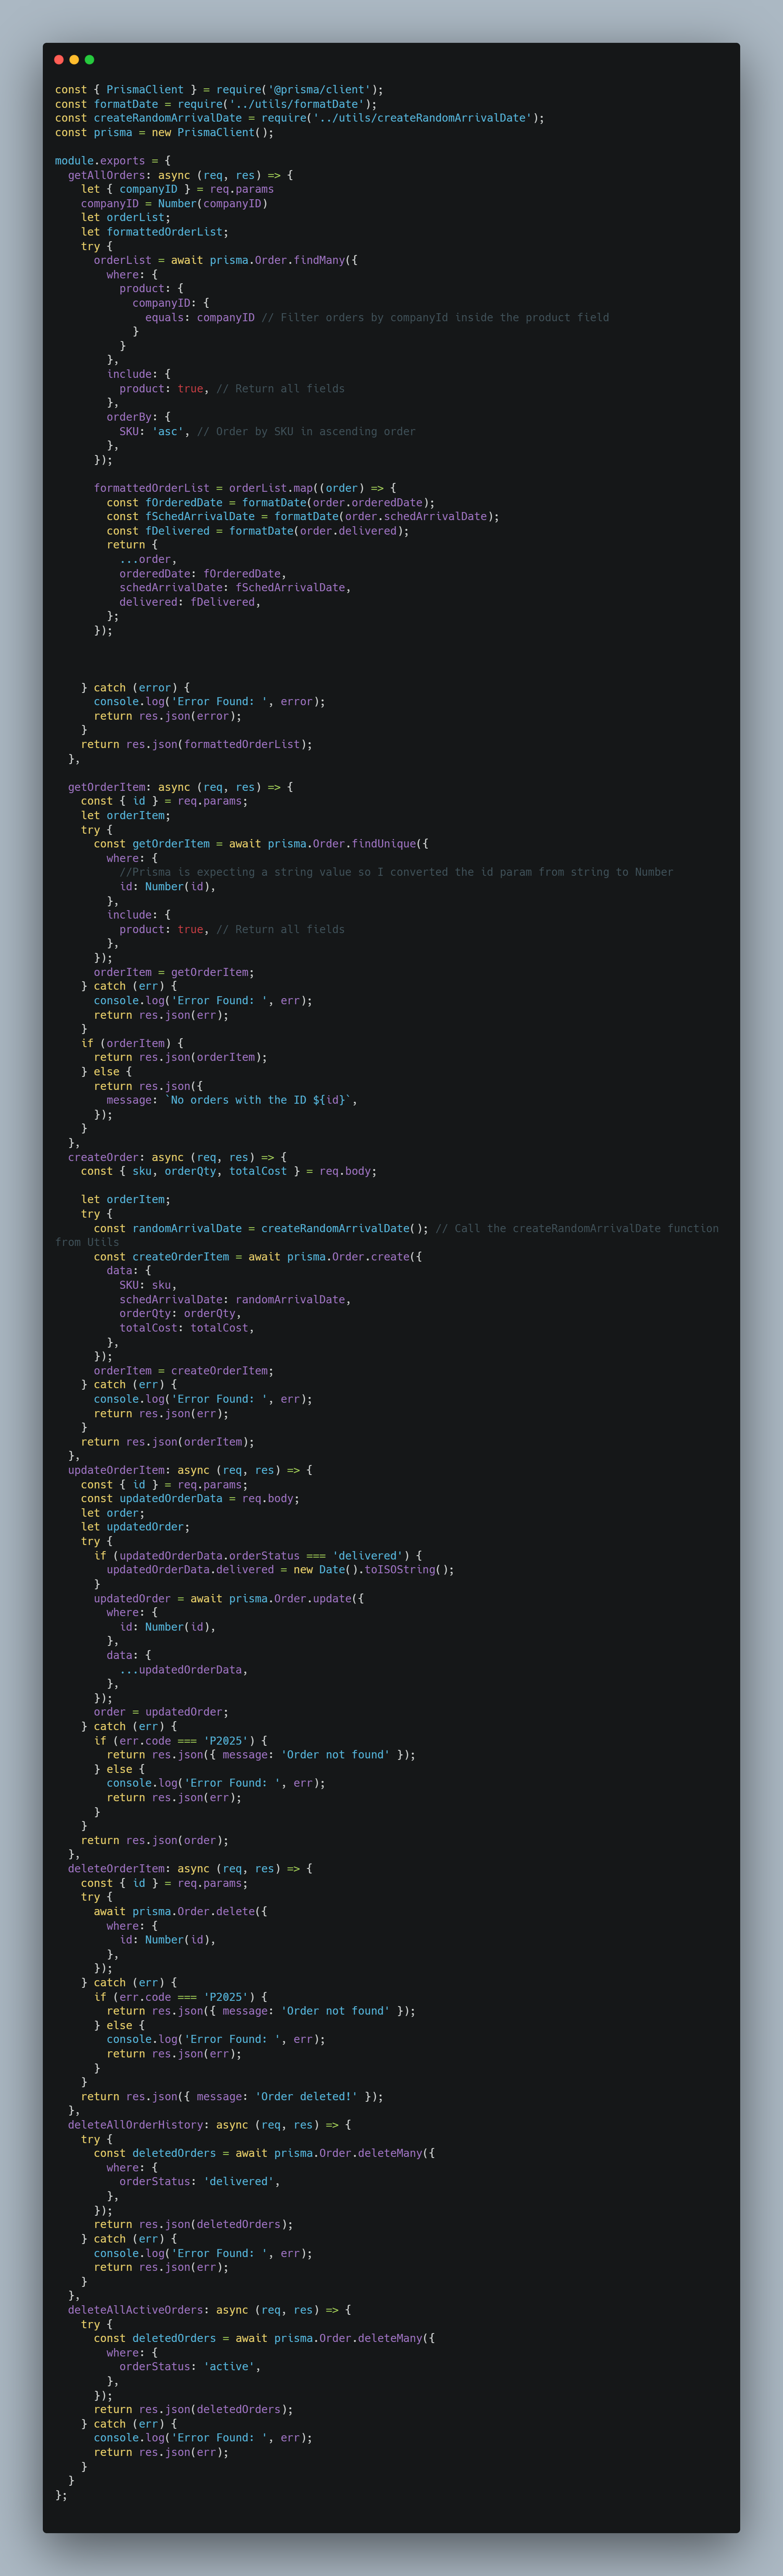 const { PrismaClient } = require('@prisma/client');
const formatDate = require('../utils/formatDate');
const createRandomArrivalDate = require('../utils/createRandomArrivalDate');
const prisma = new PrismaClient();

module.exports = {
  getAllOrders: async (req, res) => {
    let { companyID } = req.params
    companyID = Number(companyID)
    let orderList;
    let formattedOrderList;
    try {
      orderList = await prisma.Order.findMany({
        where: {
          product: {
            companyID: {
              equals: companyID // Filter orders by companyId inside the product field
            }
          }
        },
        include: {
          product: true, // Return all fields
        },
        orderBy: {
          SKU: 'asc', // Order by SKU in ascending order
        },
      });

      formattedOrderList = orderList.map((order) => {
        const fOrderedDate = formatDate(order.orderedDate);
        const fSchedArrivalDate = formatDate(order.schedArrivalDate);
        const fDelivered = formatDate(order.delivered);
        return {
          ...order,
          orderedDate: fOrderedDate,
          schedArrivalDate: fSchedArrivalDate,
          delivered: fDelivered,
        };
      });

    } catch (error) {
      console.log('Error Found: ', error);
      return res.json(error);
    }
    return res.json(formattedOrderList);
  },

  getOrderItem: async (req, res) => {
    const { id } = req.params;
    let orderItem;
    try {
      const getOrderItem = await prisma.Order.findUnique({
        where: {
          //Prisma is expecting a string value so I converted the id param from string to Number
          id: Number(id),
        },
        include: {
          product: true, // Return all fields
        },
      });
      orderItem = getOrderItem;
    } catch (err) {
      console.log('Error Found: ', err);
      return res.json(err);
    }
    if (orderItem) {
      return res.json(orderItem);
    } else {
      return res.json({
        message: `No orders with the ID ${id}`,
      });
    }
  },
  createOrder: async (req, res) => {
    const { sku, orderQty, totalCost } = req.body;

    let orderItem;
    try {
      const randomArrivalDate = createRandomArrivalDate(); // Call the createRandomArrivalDate function
from Utils
      const createOrderItem = await prisma.Order.create({
        data: {
          SKU: sku,
          schedArrivalDate: randomArrivalDate,
          orderQty: orderQty,
          totalCost: totalCost,
        },
      });
      orderItem = createOrderItem;
    } catch (err) {
      console.log('Error Found: ', err);
      return res.json(err);
    }
    return res.json(orderItem);
  },
  updateOrderItem: async (req, res) => {
    const { id } = req.params;
    const updatedOrderData = req.body;
    let order;
    let updatedOrder;
    try {
      if (updatedOrderData.orderStatus === 'delivered') {
        updatedOrderData.delivered = new Date().toISOString();
      }
      updatedOrder = await prisma.Order.update({
        where: {
          id: Number(id),
        },
        data: {
          ...updatedOrderData,
        },
      });
      order = updatedOrder;
    } catch (err) {
      if (err.code === 'P2025') {
        return res.json({ message: 'Order not found' });
      } else {
        console.log('Error Found: ', err);
        return res.json(err);
      }
    }
    return res.json(order);
  },
  deleteOrderItem: async (req, res) => {
    const { id } = req.params;
    try {
      await prisma.Order.delete({
        where: {
          id: Number(id),
        },
      });
    } catch (err) {
      if (err.code === 'P2025') {
        return res.json({ message: 'Order not found' });
      } else {
        console.log('Error Found: ', err);
        return res.json(err);
      }
    }
    return res.json({ message: 'Order deleted!' });
  },
  deleteAllOrderHistory: async (req, res) => {
    try {
      const deletedOrders = await prisma.Order.deleteMany({
        where: {
          orderStatus: 'delivered',
        },
      });
      return res.json(deletedOrders);
    } catch (err) {
      console.log('Error Found: ', err);
      return res.json(err);
    }
  },
  deleteAllActiveOrders: async (req, res) => {
    try {
      const deletedOrders = await prisma.Order.deleteMany({
        where: {
          orderStatus: 'active',
        },
      });
      return res.json(deletedOrders);
    } catch (err) {
      console.log('Error Found: ', err);
      return res.json(err);
    }
  }
};